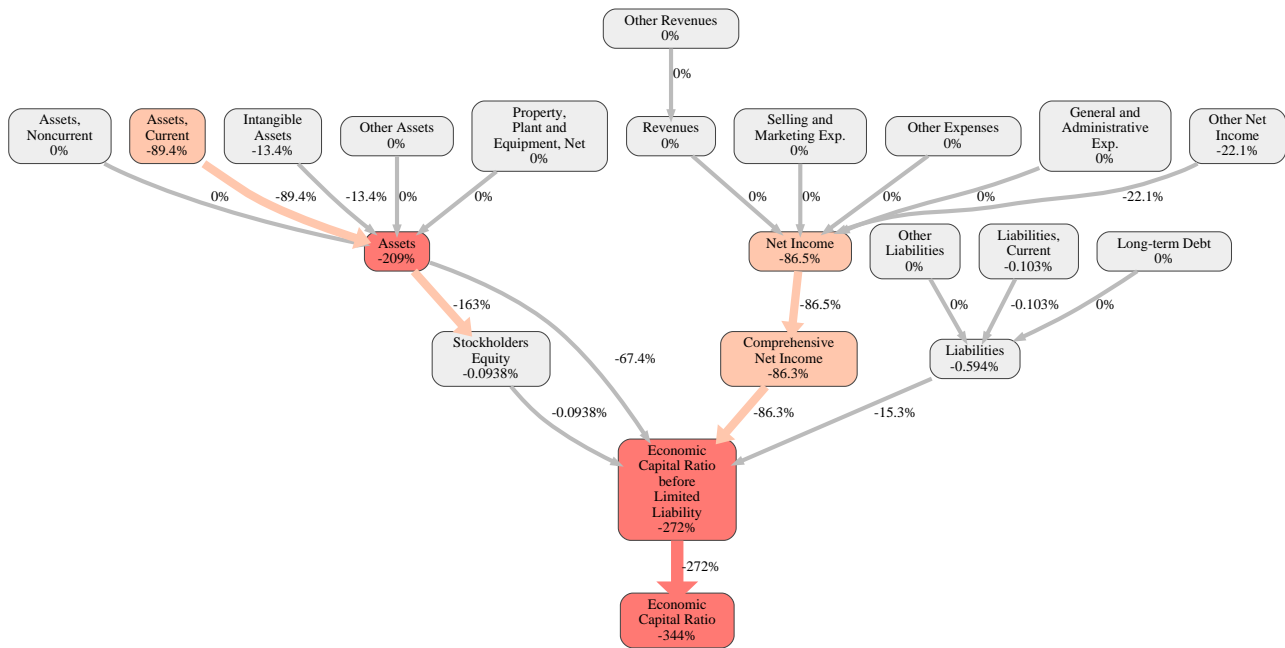 Other Revenues
0%
0%
Assets,
Noncurrent
0%
Assets,
Current
-89.4%
Intangible
Assets
-13.4%
Other Assets
0%
Property,
Plant and
Equipment, Net
0%
Revenues
0%
Selling and
Marketing Exp.
0%
Other Expenses
0%
General and
Administrative
Exp.
0%
Other Net
Income
-22.1%
0%
-89.4%
-13.4%
0%
0%
0%
0%
0%
0%
-22.1%
Assets
-209%
Net Income
-86.5%
Other
Liabilities
0%
Liabilities,
Current
-0.103%
Long-term Debt
0%
-163%
-86.5%
0%
-0.103%
0%
Stockholders
Equity
-0.0938%
-67.4%
Comprehensive
Net Income
-86.3%
Liabilities
-0.594%
-0.0938%
-86.3%
-15.3%
Economic
Capital Ratio
before
Limited
Liability
-272%
-272%
Economic
Capital Ratio
-344%